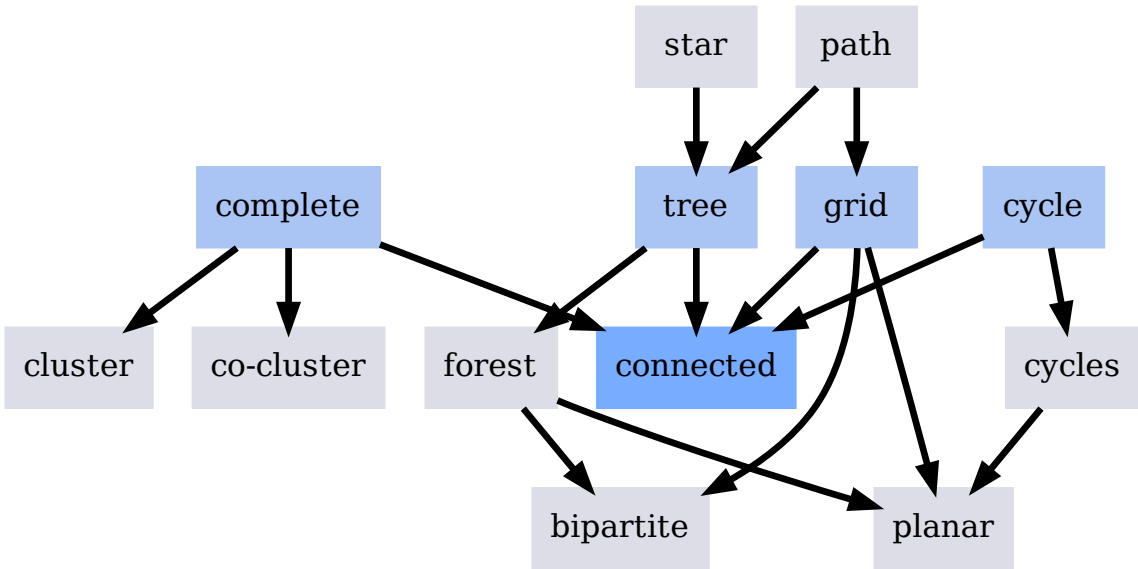 star
path
complete
tree
grid
cycle
cluster
co-cluster
forest
connected
cycles
bipartite
planar